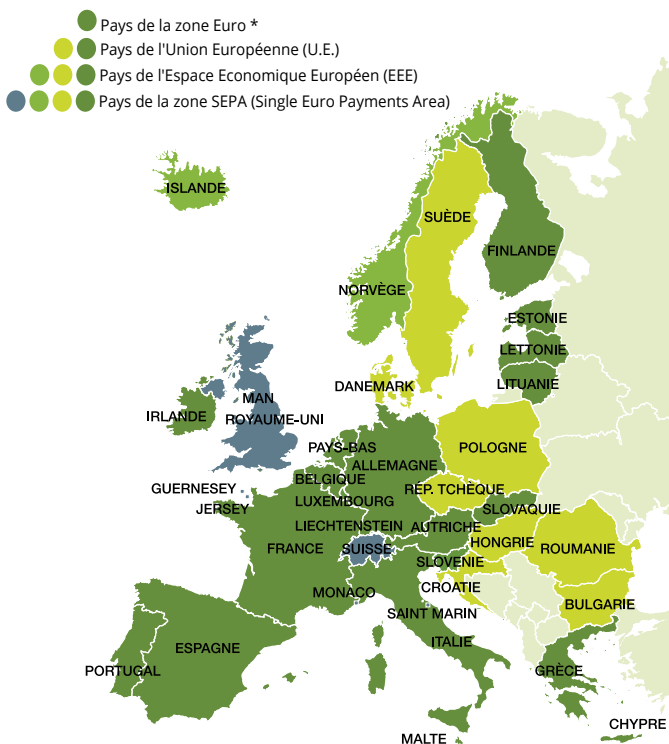 Pays de la zone Euro *
Pays de l'Union Européenne (U.E.)
Pays de l'Espace Economique Européen (EEE)
Pays de la zone SEPA (Single Euro Payments Area)
ISLANDE
SUÈDE
FINLANDE
NORVÈGE
ESTONIE
LETTONIE
LITUANIE
DANEMARK
MAN
IRLANDE
ROYAUME-UNI
PAYS-BAS
POLOGNE
ALLEMAGNE
BELGIQUE
GUERNESEY
RÉP. TCHÈQUE
LUXEMBOURG
JERSEY
SLOVAQUIE
LIECHTENSTEIN
AUTRICHE
HONGRIE
FRANCE
SUISSE
ROUMANIE
SLOVENIE
CROATIE
MONACO
BULGARIE
SAINT MARIN
ITALIE
ESPAGNE
PORTUGAL
GRÈCE
CHYPRE
MALTE